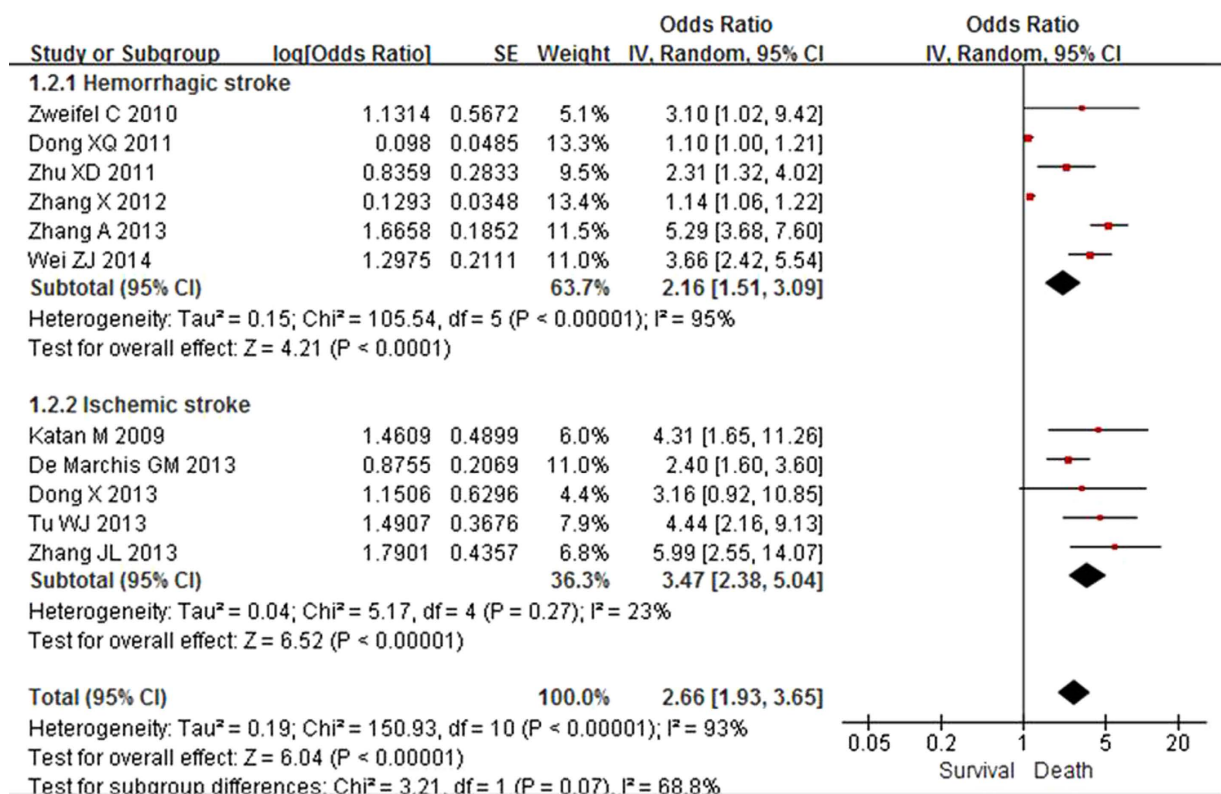 Odds Ratio Odds Ratio
Study or Subgroup log[Odds Ratio] SE Weight IV, Random, 95% CI IV, Random, 95% CI
1.2.1 Hemorrhagic stroke
Zweifel C 2010 1.1314 0.5672 5.1% 3.10 [1.02, 9.42]
Dong XQ 2011 0.098 0.0485 13.3% 1.10 [1.00, 1.21]
Zhu XD 2011 0.8359 0.2833 9.5% 2.31 [1.32, 4.02]
Zhang X 2012 0.1293 0.0348 13.4% 1.14 [1.06, 1.22]
Zhang A 2013 1.6658 0.1852 11.5% 5.29 [3.68, 7.60]
Wei ZJ 2014 1.2975 0.2111 11.0% 3.66 [2.42, 5.54]
Subtotal (95% CI) 63.7% 2.16 [1.51, 3.09]
Heterogeneity: Tau² = 0.15; Chi² = 105.54, df = 5 (P < 0.00001); I² = 95%
Test for overall effect: Z = 4.21 (P < 0.0001)
1.2.2 Ischemic stroke
Katan M 2009 1.4609 0.4899 6.0% 4.31 [1.65, 11.26]
De Marchis GM 2013 0.8755 0.2069 11.0% 2.40 [1.60, 3.60]
Dong X 2013 1.1506 0.6296 4.4% 3.16 [0.92, 10.85]
Tu WJ 2013 1.4907 0.3676 7.9% 4.44 [2.16, 9.13]
Zhang JL 2013 1.7901 0.4357 6.8% 5.99 [2.55, 14.07]
Subtotal (95% CI) 36.3% 3.47 [2.38, 5.04]
Heterogeneity: Tau² = 0.04; Chi² = 5.17, df = 4 (P = 0.27); I² = 23%
Test for overall effect: Z = 6.52 (P < 0.00001)
Total (95% CI) 100.0% 2.66 [1.93, 3.65]
Heterogeneity: Tau² = 0.19; Chi² = 150.93, df = 10 (P < 0.00001); I² = 93%
Test for overall effect: Z = 6.04 (P < 0.00001)
Test for subgroup differences: Chi² = 3.21, df = 1 (P = 0.07), I² = 68.8%
0.05 0.2 1 5 20
Survival Death